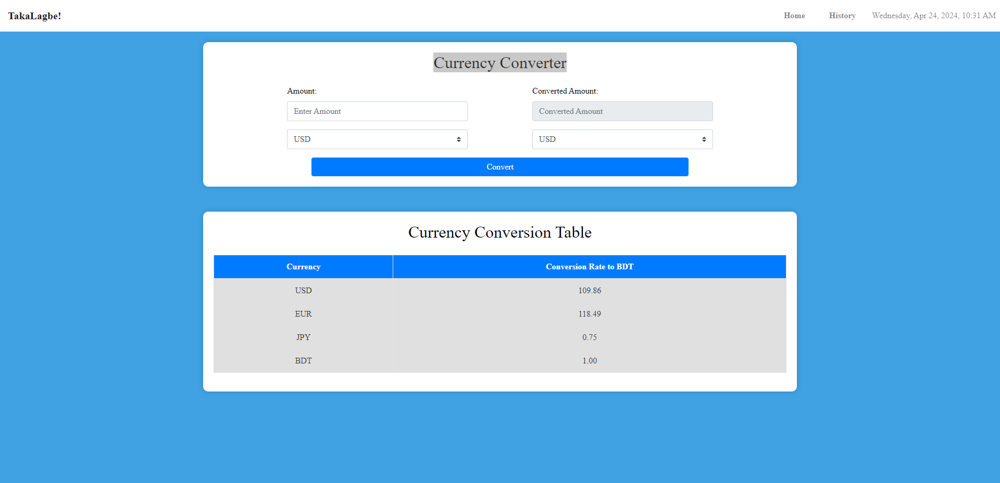 TakaLagbe! Home History Wednesday, Apr 24, 2024, 10:31 AM
Currency Converter
Amount: Converted Amount:
Enter Amount Converted Amount
USD USD
Convert
Currency Conversion Table
Currency Conversion Rate to BDT
USD 109.86
EUR 118.49
JPY 0.75
BDT 1.00